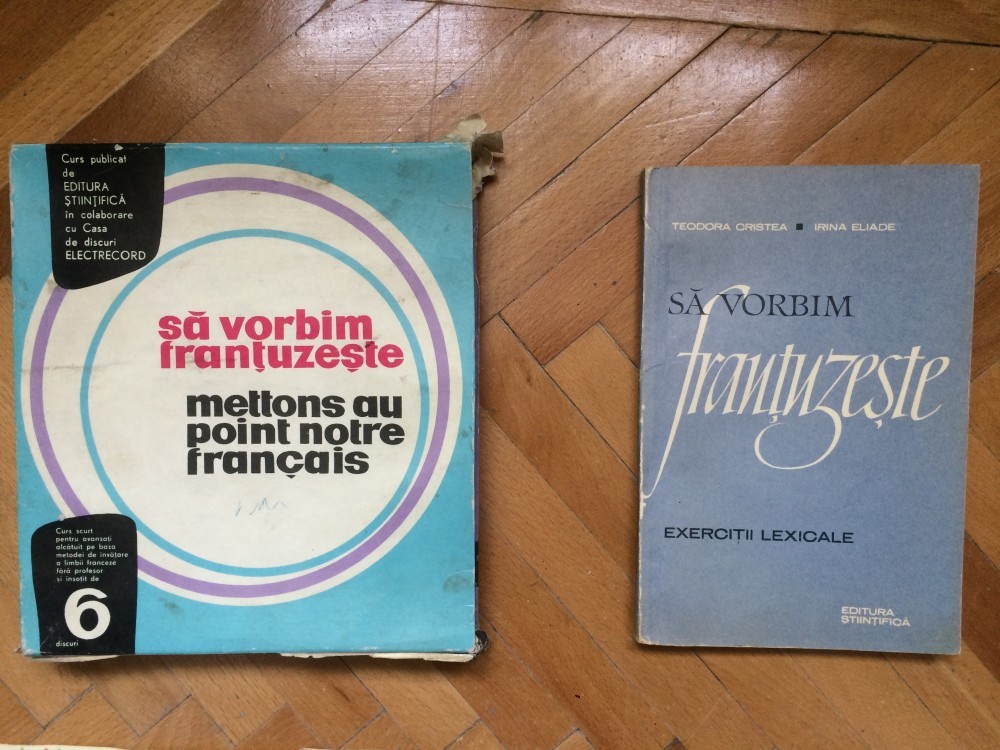 Curs publicat
de
EDITURA
ȘTIINȚIFICĂ
în colaborare
cu Casa
de discuri
ELECTRECORD
să vorbim
franțuzește
mettons au
point notre
français
Curs scurt
pentru avansați
alcătuit pe baza
metodei de învățare
a limbii franceze
fără profesor
și însoțit de
6
discuri
TEODORA CRISTEA ■ IRINA ELIADE
SĂ VORBIM
franțuzește
EXERCIȚII LEXICALE
EDITURA
ȘTIINȚIFICĂ